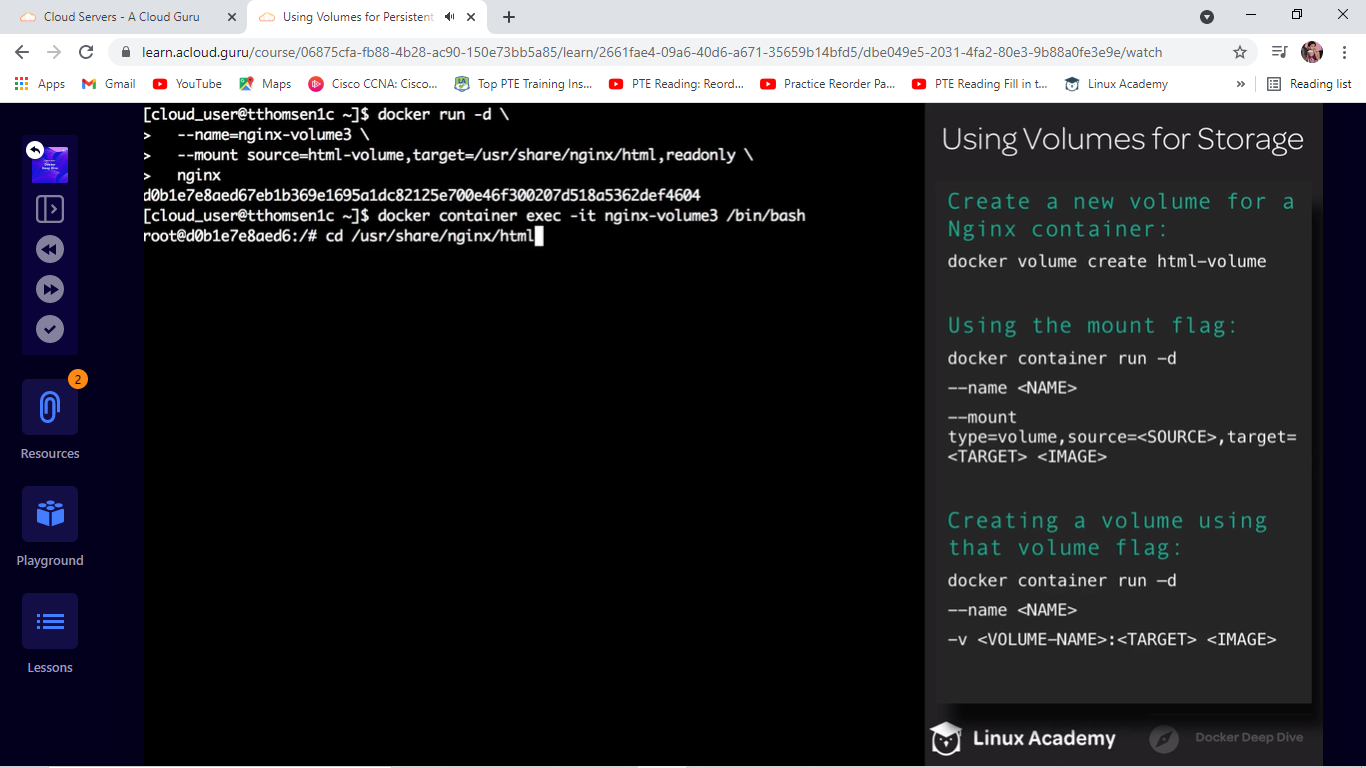 Cloud Servers - A Cloud Guru
Using Volumes for Persistent
learn.acloud.guru/course/06875cfa-fb88-4b28-ac90-150e73bb5a85/learn/2661fae4-09a6-40d6-a671-35659b14bfd5/dbe049e5-2031-4fa2-80e3-9b88a0fe3e9e/watch
Apps
Gmail
YouTube
Maps
Cisco CCNA: Cisco...
Top PTE Training Ins...
PTE Reading: Reord...
Practice Reorder Pa...
PTE Reading Fill in t...
Linux Academy
»
Reading list
2
Resources
Playground
Lessons
[cloud_user@tthomsen1c ~]$ docker run -d \
> --name=nginx-volume3 \
> --mount source=html-volume,target=/usr/share/nginx/html,readonly \
> nginx
d0b1e7e8aed67eb1b369e1695a1dc82125e700e46f300207d518a5362def4604
[cloud_user@tthomsen1c ~]$ docker container exec -it nginx-volume3 /bin/bash
root@d0b1e7e8aed6:/# cd /usr/share/nginx/html
Using Volumes for Storage
Create a new volume for a
Nginx container:
docker volume create html-volume
Using the mount flag:
docker container run -d
--name <NAME>
--mount
type=volume,source=<SOURCE>,target=
<TARGET> <IMAGE>
Creating a volume using
that volume flag:
docker container run -d
--name <NAME>
-v <VOLUME-NAME>:<TARGET> <IMAGE>
Linux Academy
Docker Deep Dive